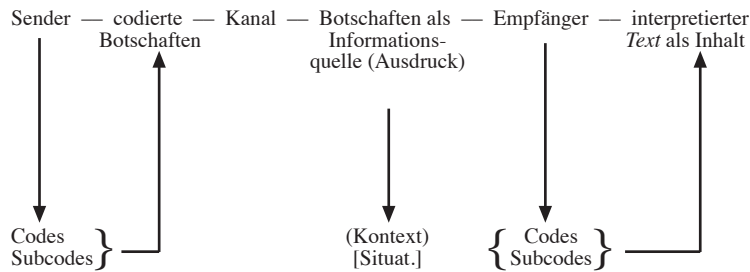 Sender — codierte — Kanal — Botschaften als — Empfänger — interpretierter
Botschaften Informations- Text als Inhalt
quelle (Ausdruck)
Codes } (Kontext) { Codes }
Subcodes [Situat.] Subcodes